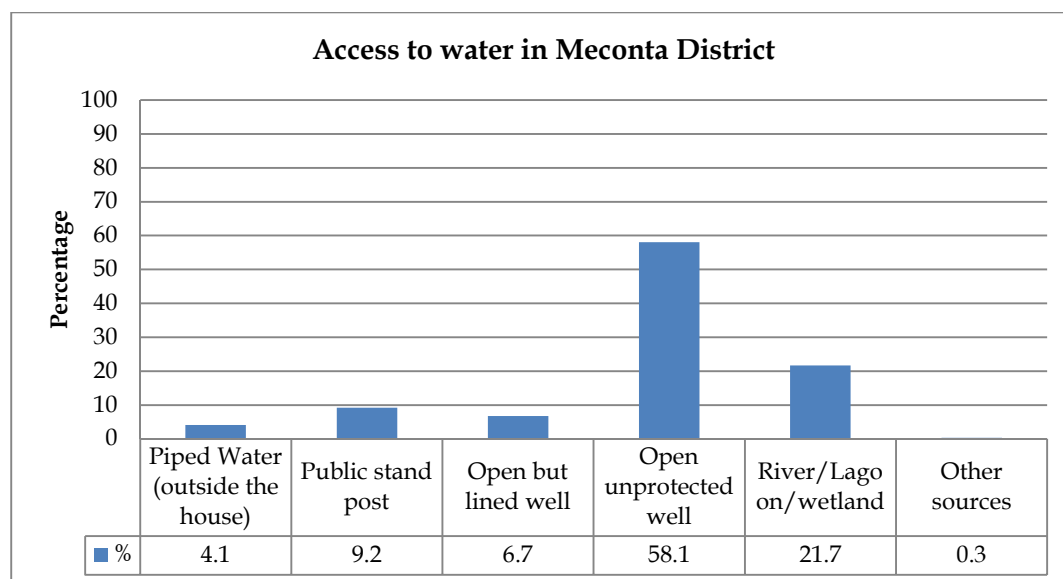 Access to water in Meconta District
Percentage
100
90
80
70
60
50
40
30
20
10
0
Piped Water
(outside the
house)
Public stand
post
Open but
lined well
Open
unprotected
well
River/Lago
on/wetland
Other
sources
% 4.1 9.2 6.7 58.1 21.7 0.3